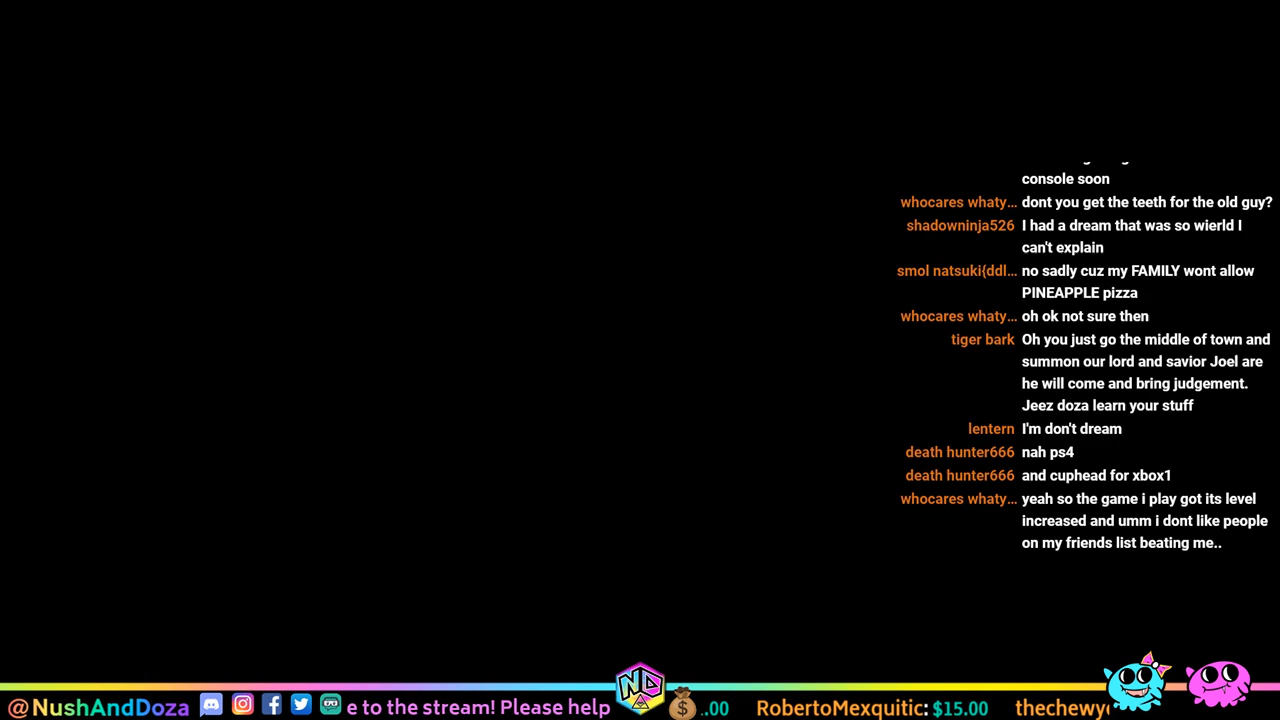 console soon
whocares whaty… dont you get the teeth for the old guy?
shadowninja526 I had a dream that was so wierld I
can't explain
smol natsuki{ddl… no sadly cuz my FAMILY wont allow
PINEAPPLE pizza
whocares whaty… oh ok not sure then
tiger bark Oh you just go the middle of town and
summon our lord and savior Joel are
he will come and bring judgement.
Jeez doza learn your stuff
lentern I'm don't dream
death hunter666 nah ps4
death hunter666 and cuphead for xbox1
whocares whaty… yeah so the game i play got its level
increased and umm i dont like people
on my friends list beating me..
@NushAndDoza e to the stream! Please help ND .00 RobertoMexquitic: $15.00 thechewy